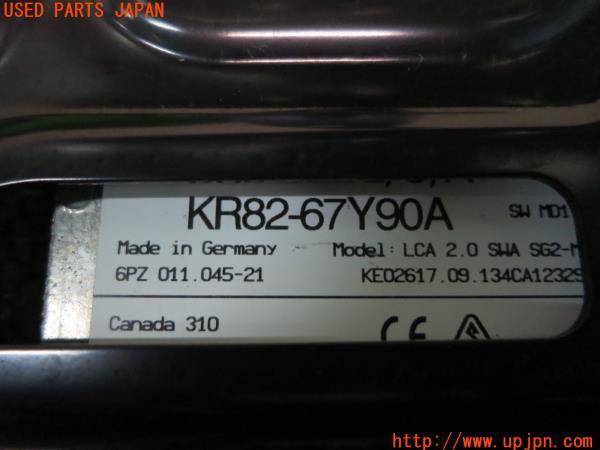 USED PARTS JAPAN
KR82-67Y90A
SW MD1
Made in Germany
Model: LCA 2.0 SWA SG2-M
6PZ 011.045-21
KE02617.09.134CA12329
Canada 310
CE
http://www.upjpn.com/